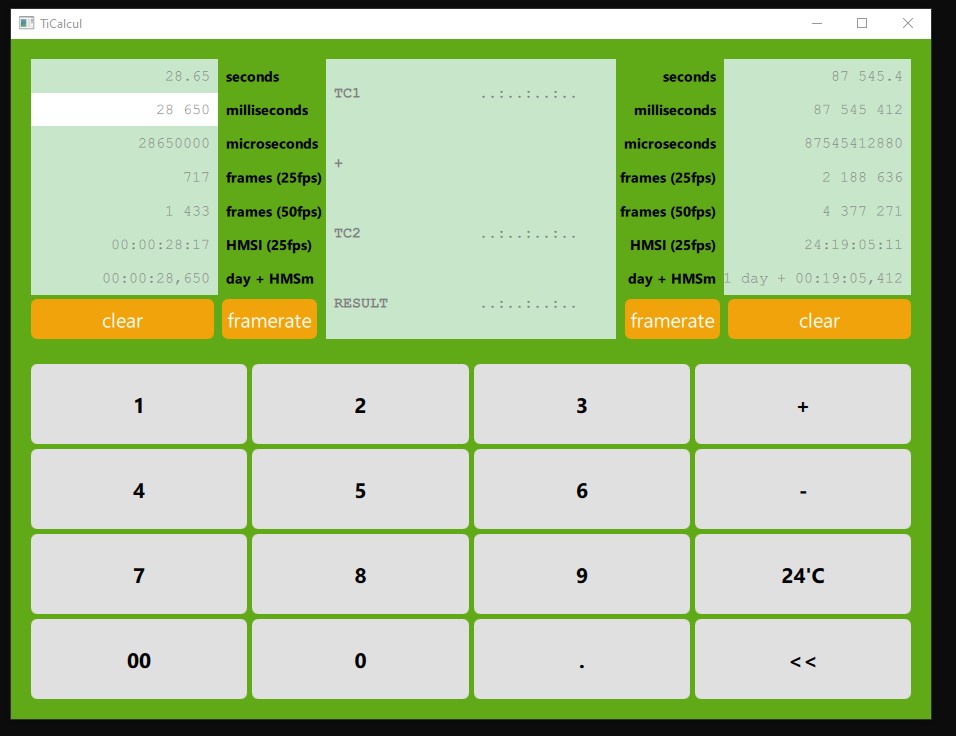 TiCalcul
28.65 seconds
28 650 milliseconds
28650000 microseconds
717 frames (25fps)
1 433 frames (50fps)
00:00:28:17 HMSI (25fps)
00:00:28,650 day + HMSm
clear framerate
TC1 ..:..:..:..
+
TC2 ..:..:..:..
RESULT ..:..:..:..
seconds 87 545.4
milliseconds 87 545 412
microseconds 87545412880
frames (25fps) 2 188 636
frames (50fps) 4 377 271
HMSI (25fps) 24:19:05:11
day + HMSm 1 day + 00:19:05,412
framerate clear
1 2 3 +
4 5 6 -
7 8 9 24'C
00 0 . <<